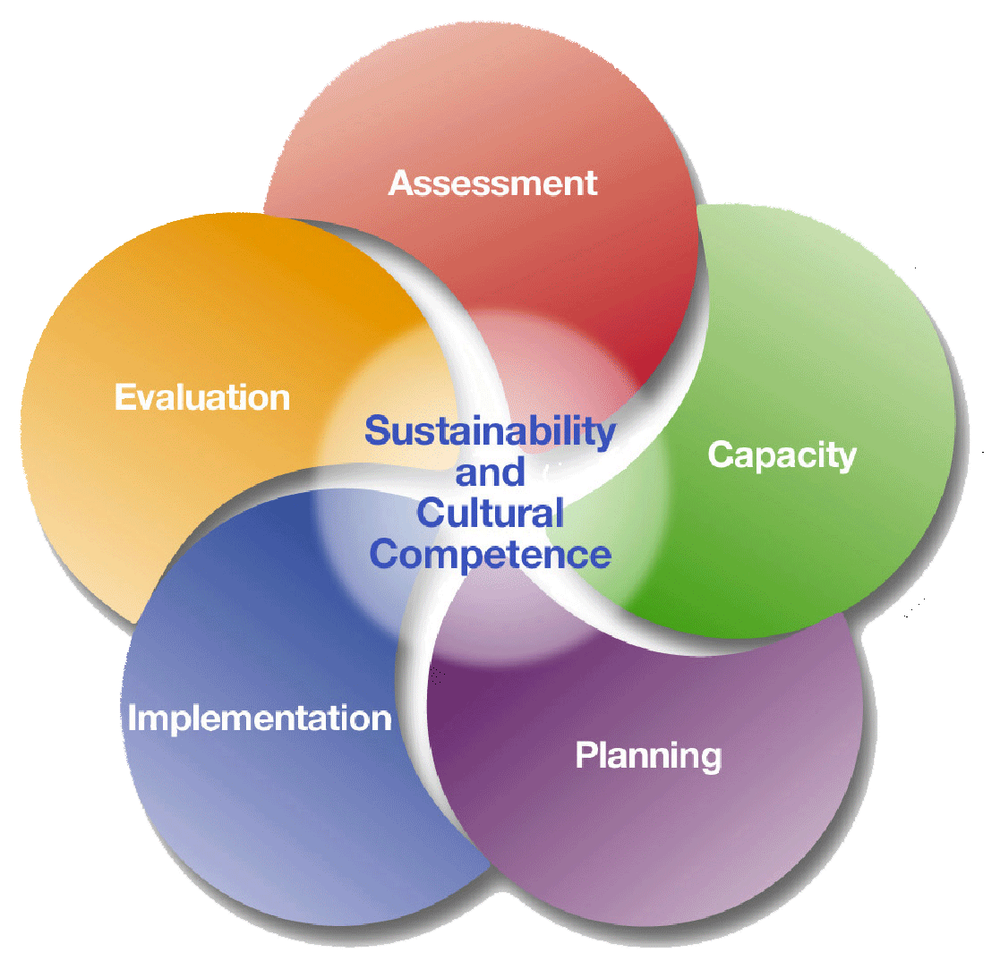 Assessment
Capacity
Planning
Implementation
Evaluation
Sustainability
and
Cultural
Competence